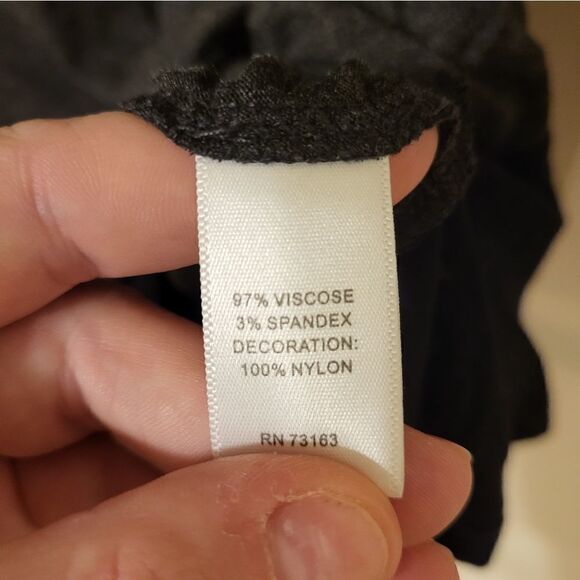 97% VISCOSE
3% SPANDEX
DECORATION:
100% NYLON
RN 73163